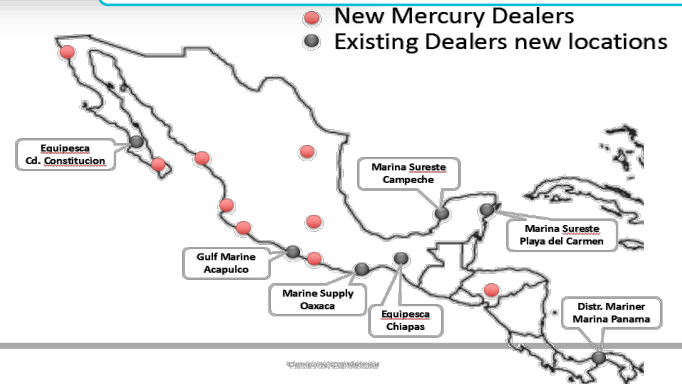 New Mercury Dealers
Existing Dealers new locations
Equipesca
Cd. Constitucion
Marina Sureste
Campeche
Marina Sureste
Playa del Carmen
Gulf Marine
Acapulco
Marine Supply
Oaxaca
Equipesca
Chiapas
Distr. Mariner
Marina Panama